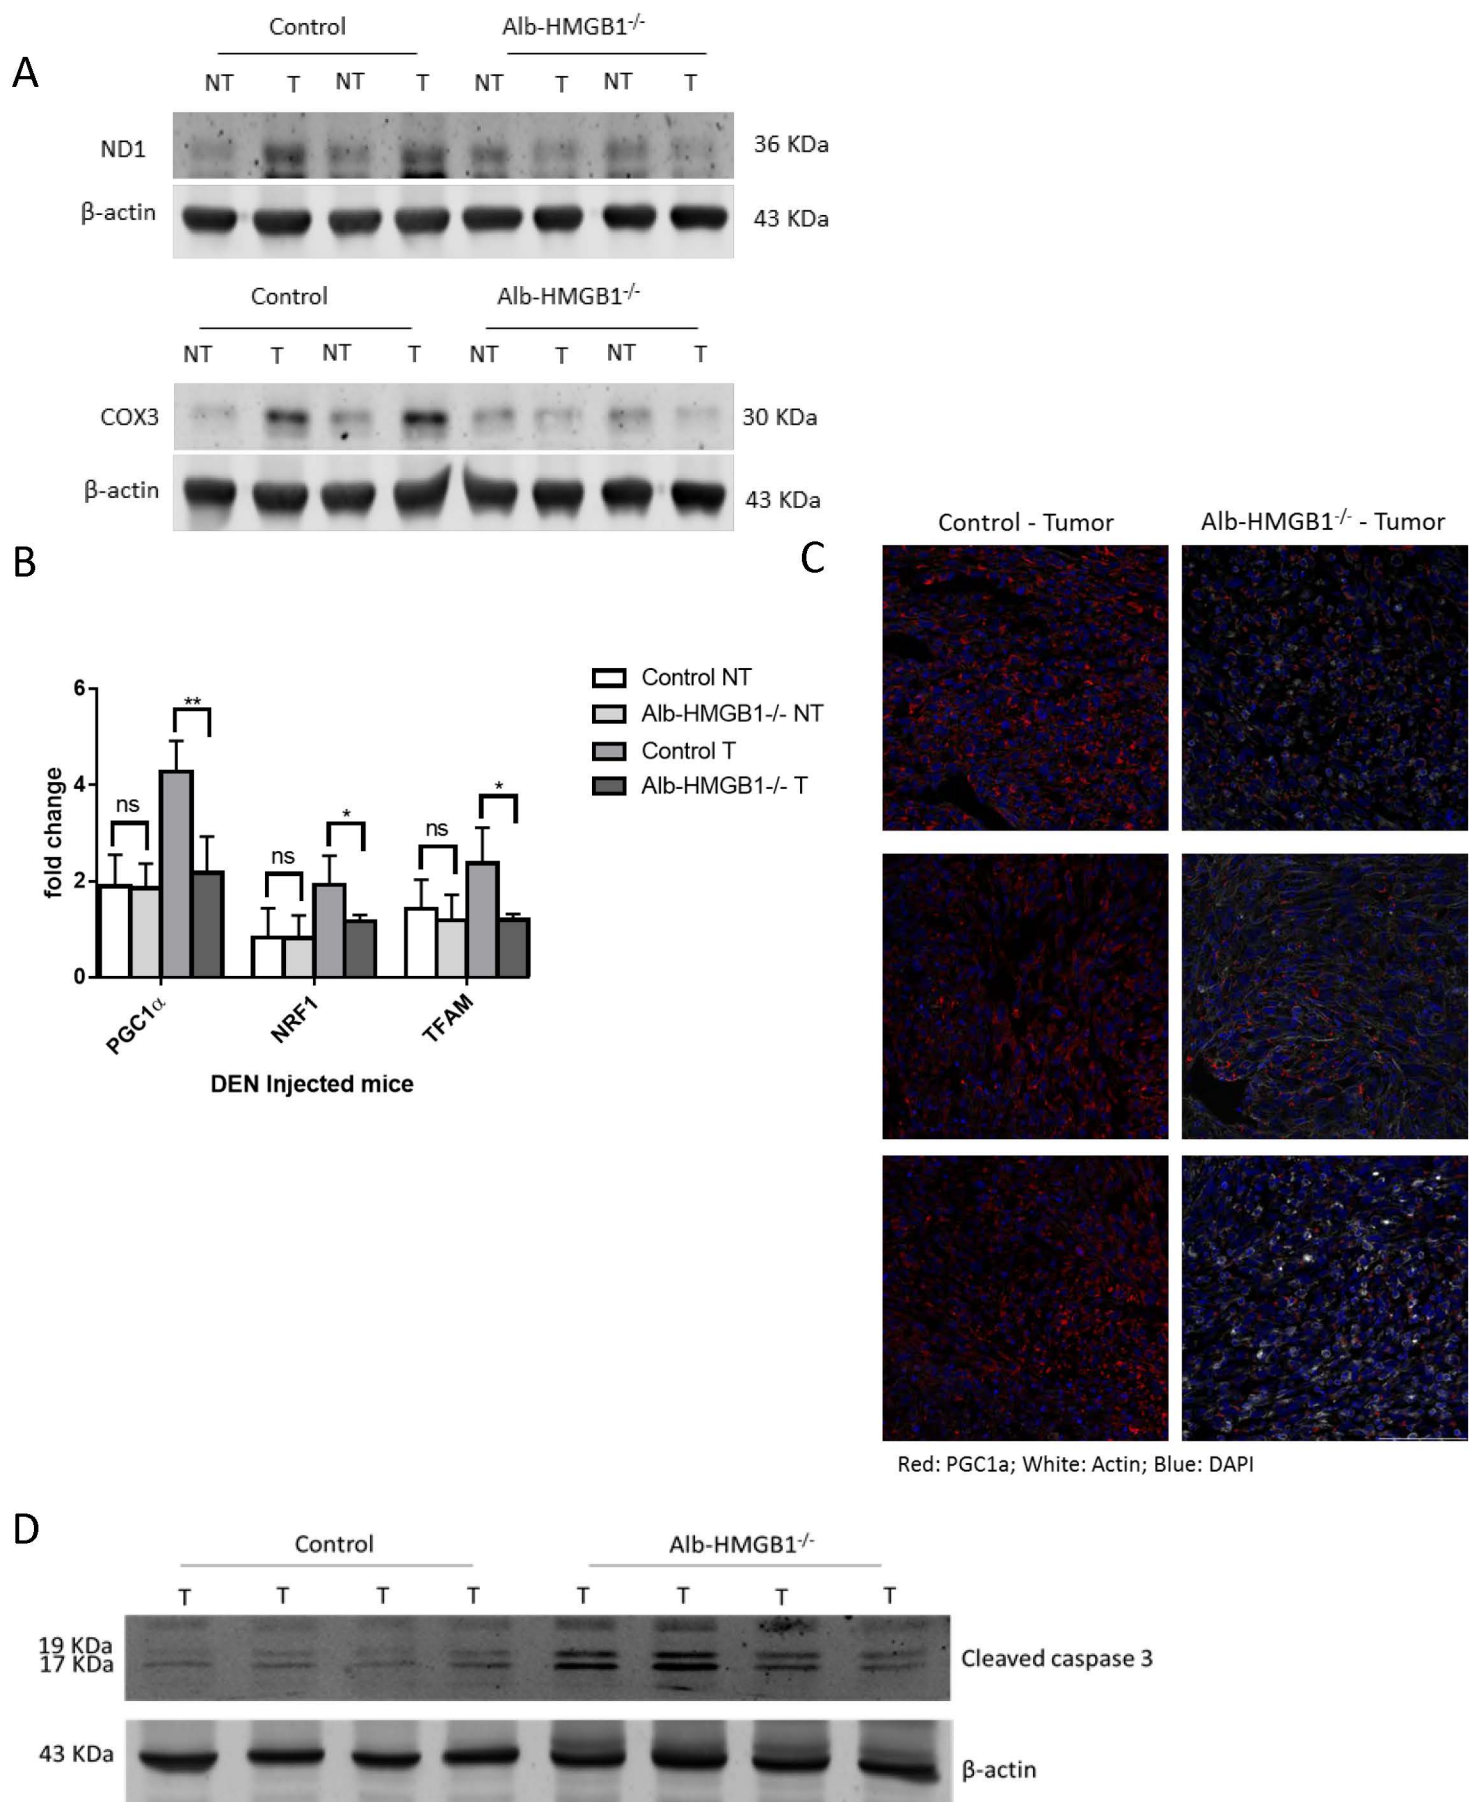 A
Control Alb-HMGB1-/-
NT T NT T NT T NT T
ND1 36 KDa
β-actin 43 KDa
Control Alb-HMGB1-/-
NT T NT T NT T NT T
COX3 30 KDa
β-actin 43 KDa
B
6
4
2
0
fold change
ns ** ns * ns *
PGC1α NRF1 TFAM
DEN Injected mice
Control NT
Alb-HMGB1-/- NT
Control T
Alb-HMGB1-/- T
C
Control - Tumor Alb-HMGB1-/- - Tumor
Red: PGC1a; White: Actin; Blue: DAPI
D
Control Alb-HMGB1-/-
T T T T T T T T
19 KDa
17 KDa
Cleaved caspase 3
43 KDa
β-actin